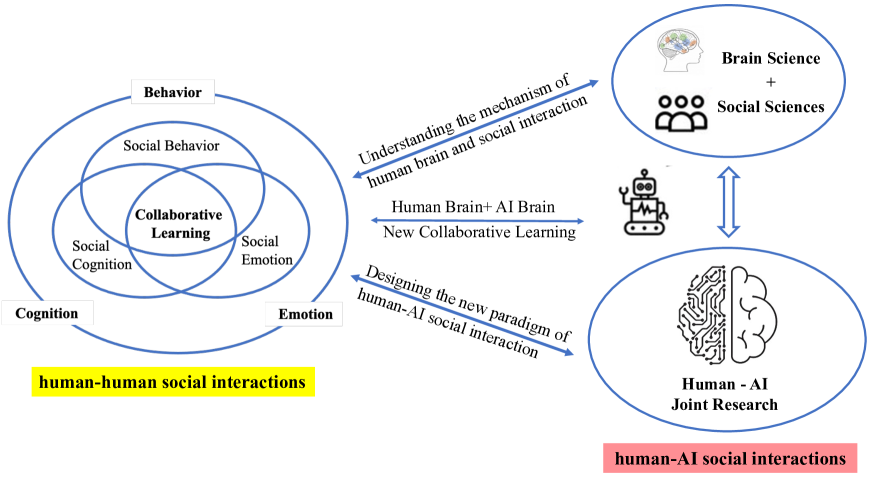 Behavior
Social Behavior
Collaborative
Learning
Social
Cognition
Social
Emotion
Cognition
Emotion
human-human social interactions
Understanding the mechanism of
human brain and social interaction
Human Brain+ AI Brain
New Collaborative Learning
Designing the new paradigm of
human-AI social interaction
Brain Science
+
Social Sciences
Human - AI
Joint Research
human-AI social interactions